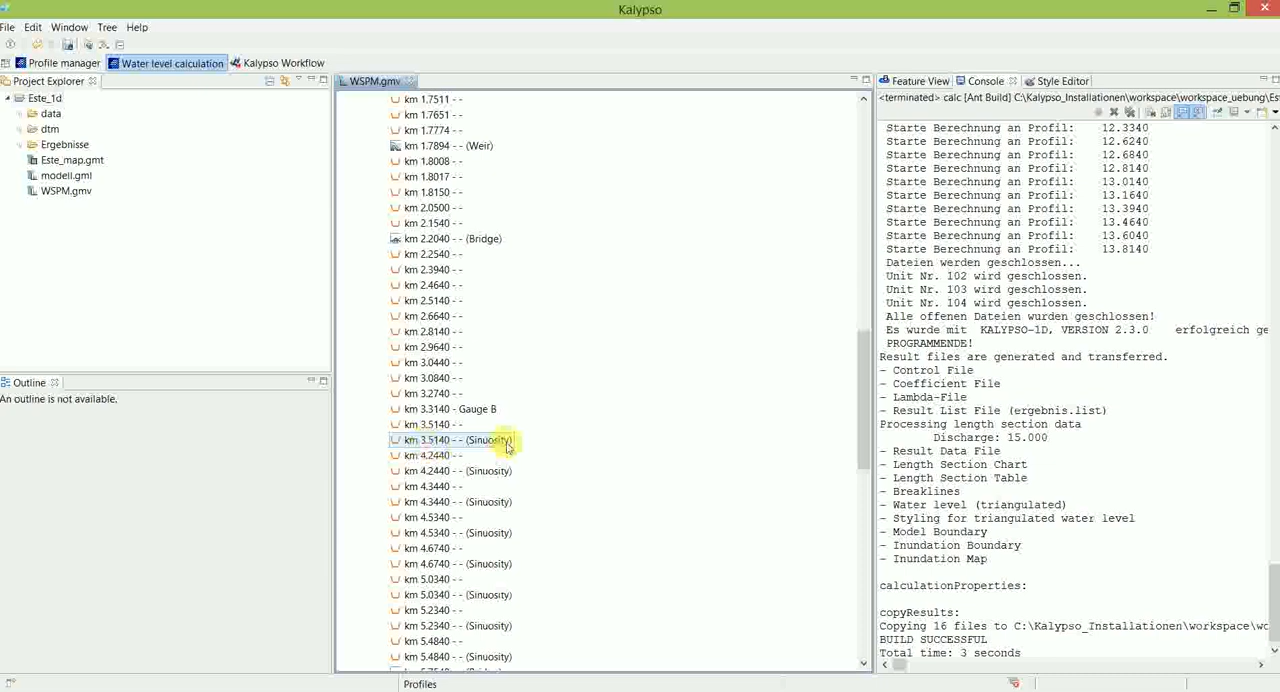 Kalypso
File Edit Window Tree Help
Profile manager Water level calculation Kalypso Workflow
Project Explorer
Este_1d
data
dtm
Ergebnisse
Este_map.gmt
modell.gml
WSPM.gmv
Outline
An outline is not available.
WSPM.gmv
km 1.7511 - -
km 1.7651 - -
km 1.7774 - -
km 1.7894 - - (Weir)
km 1.8008 - -
km 1.8017 - -
km 1.8150 - -
km 2.0500 - -
km 2.1540 - -
km 2.2040 - - (Bridge)
km 2.2540 - -
km 2.3940 - -
km 2.4640 - -
km 2.5140 - -
km 2.6640 - -
km 2.8140 - -
km 2.9640 - -
km 3.0440 - -
km 3.0840 - -
km 3.2740 - -
km 3.3140 - Gauge B
km 3.5140 - -
km 3.5140 - - (Sinuosity)
km 4.2440 - -
km 4.2440 - - (Sinuosity)
km 4.3440 - -
km 4.3440 - - (Sinuosity)
km 4.5340 - -
km 4.5340 - - (Sinuosity)
km 4.6740 - -
km 4.6740 - - (Sinuosity)
km 5.0340 - -
km 5.0340 - - (Sinuosity)
km 5.2340 - -
km 5.2340 - - (Sinuosity)
km 5.4840 - -
km 5.4840 - - (Sinuosity)
Feature View Console Style Editor
<terminated> calc [Ant Build] C:\Kalypso_Installationen\workspace\workspace_uebung\Es
Starte Berechnung an Profil: 12.3340
Starte Berechnung an Profil: 12.6240
Starte Berechnung an Profil: 12.6840
Starte Berechnung an Profil: 12.8140
Starte Berechnung an Profil: 13.0140
Starte Berechnung an Profil: 13.1640
Starte Berechnung an Profil: 13.3940
Starte Berechnung an Profil: 13.4640
Starte Berechnung an Profil: 13.6040
Starte Berechnung an Profil: 13.8140
Dateien werden geschlossen...
Unit Nr. 102 wird geschlossen.
Unit Nr. 103 wird geschlossen.
Unit Nr. 104 wird geschlossen.
Alle offenen Dateien wurden geschlossen!
Es wurde mit KALYPSO-1D, VERSION 2.3.0 erfolgreich ge
PROGRAMMENDE!
Result files are generated and transferred.
- Control File
- Coefficient File
- Lambda-File
- Result List File (ergebnis.list)
Processing length section data
Discharge: 15.000
- Result Data File
- Length Section Chart
- Length Section Table
- Breaklines
- Water level (triangulated)
- Styling for triangulated water level
- Model Boundary
- Inundation Boundary
- Inundation Map
calculationProperties:
copyResults:
Copying 16 files to C:\Kalypso_Installationen\workspace\wo
BUILD SUCCESSFUL
Total time: 3 seconds
Profiles